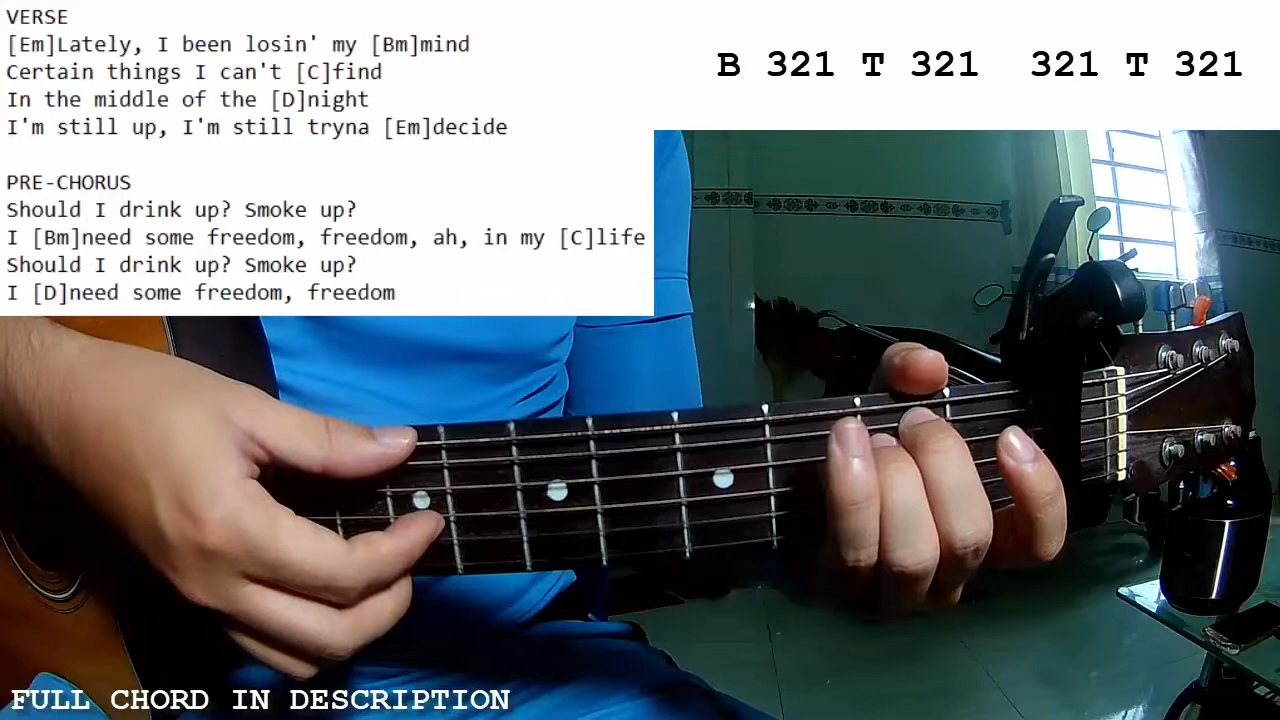 VERSE
[Em]Lately, I been losin' my [Bm]mind
Certain things I can't [C]find
In the middle of the [D]night
I'm still up, I'm still tryna [Em]decide
PRE-CHORUS
Should I drink up? Smoke up?
I [Bm]need some freedom, freedom, ah, in my [C]life
Should I drink up? Smoke up?
I [D]need some freedom, freedom
B 321 T 321 321 T 321
FULL CHORD IN DESCRIPTION